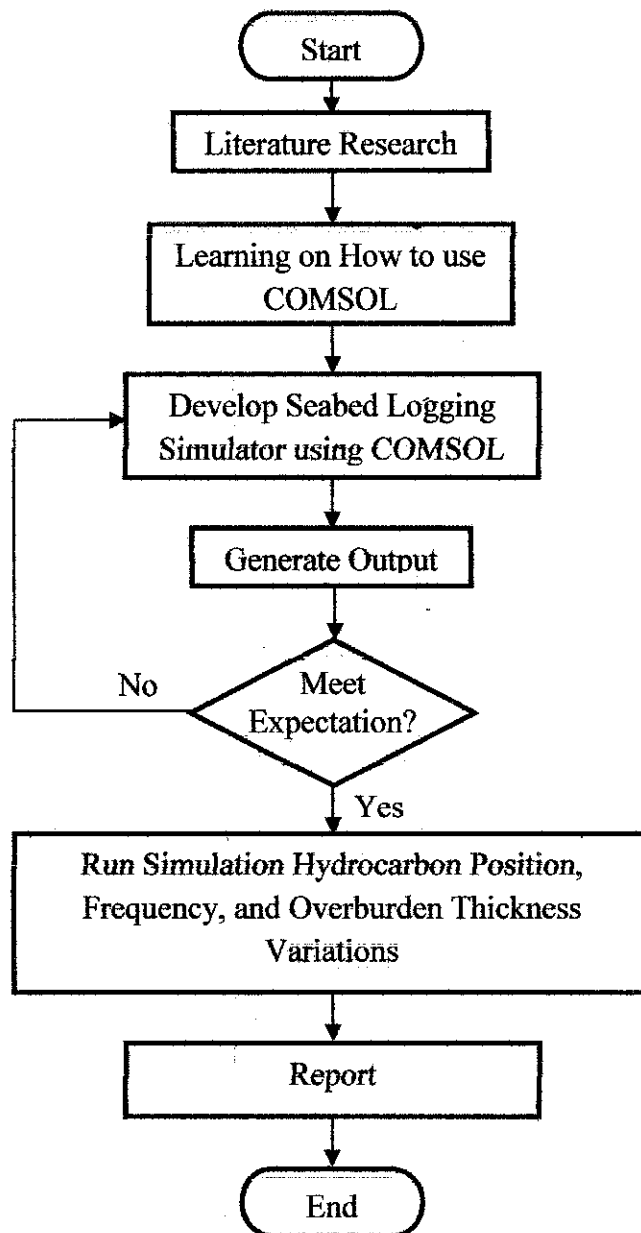 Start
Literature Research
Learning on How to use
COMSOL
Develop Seabed Logging
Simulator using COMSOL
Generate Output
Meet
Expectation?
No
Yes
Run Simulation Hydrocarbon Position,
Frequency, and Overburden Thickness
Variations
Report
End